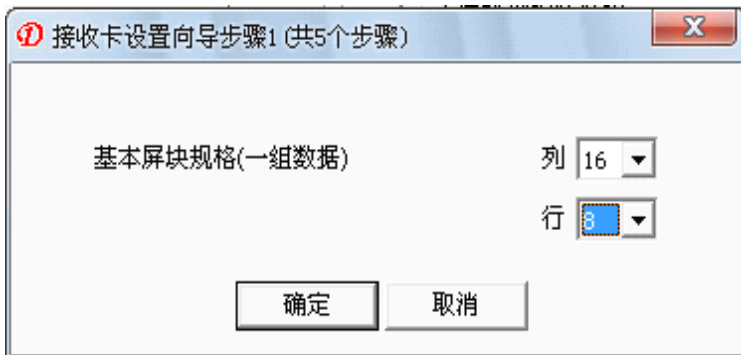 接收卡设置向导步骤1 (共5个步骤)
基本屏块规格(一组数据)
列 16
行 8
确定 取消